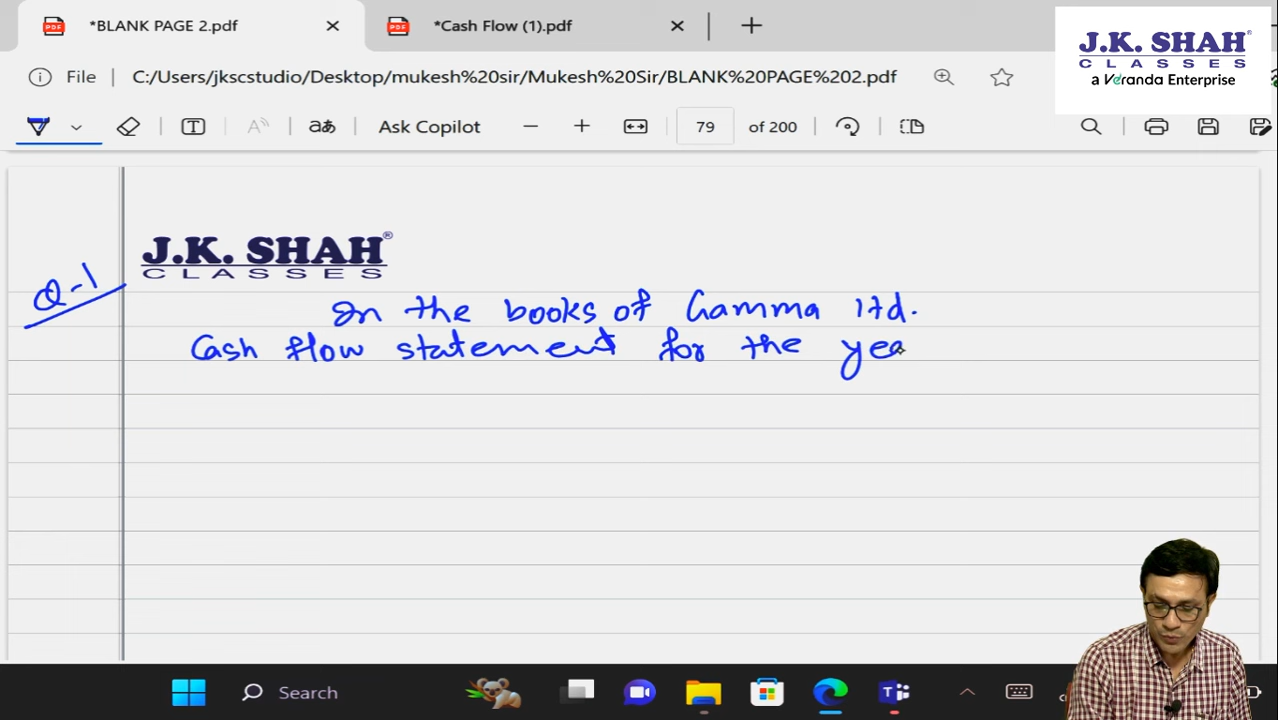 *BLANK PAGE 2.pdf
*Cash Flow (1).pdf
J.K. SHAH®
CLASSES
a Veranda Enterprise
File
C:/Users/jkscstudio/Desktop/mukesh%20sir/Mukesh%20Sir/BLANK%20PAGE%202.pdf
Ask Copilot
79
of 200
J.K. SHAH®
CLASSES
Q-1
In the books of Gamma ltd.
Cash flow statement for the yea
Search